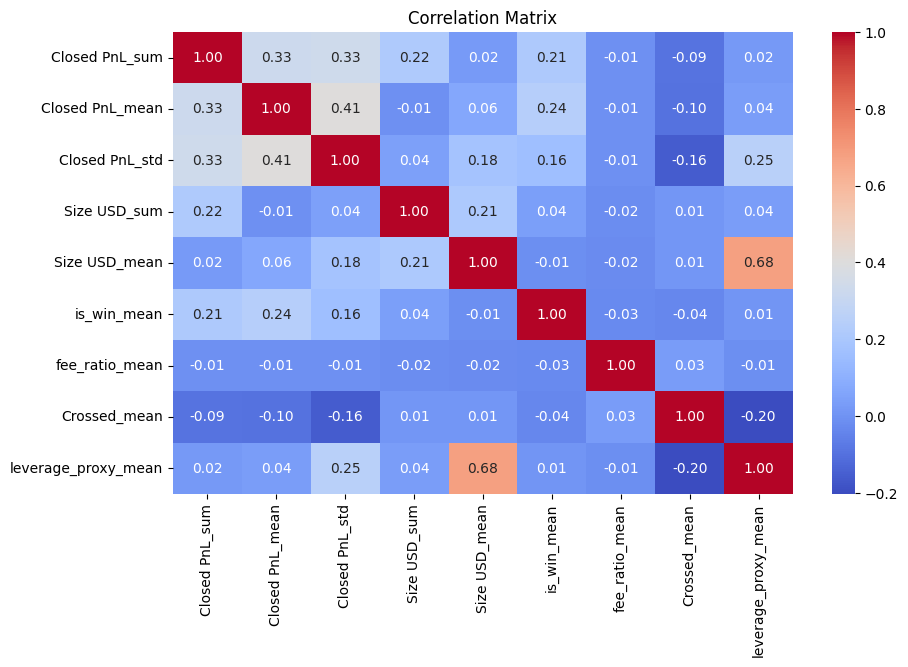 Correlation Matrix
Closed PnL_sum 1.00 0.33 0.33 0.22 0.02 0.21 -0.01 -0.09 0.02
Closed PnL_mean 0.33 1.00 0.41 -0.01 0.06 0.24 -0.01 -0.10 0.04
Closed PnL_std 0.33 0.41 1.00 0.04 0.18 0.16 -0.01 -0.16 0.25
Size USD_sum 0.22 -0.01 0.04 1.00 0.21 0.04 -0.02 0.01 0.04
Size USD_mean 0.02 0.06 0.18 0.21 1.00 -0.01 -0.02 0.01 0.68
is_win_mean 0.21 0.24 0.16 0.04 -0.01 1.00 -0.03 -0.04 0.01
fee_ratio_mean -0.01 -0.01 -0.01 -0.02 -0.02 -0.03 1.00 0.03 -0.01
Crossed_mean -0.09 -0.10 -0.16 0.01 0.01 -0.04 0.03 1.00 -0.20
leverage_proxy_mean 0.02 0.04 0.25 0.04 0.68 0.01 -0.01 -0.20 1.00
Closed PnL_sum
Closed PnL_mean
Closed PnL_std
Size USD_sum
Size USD_mean
is_win_mean
fee_ratio_mean
Crossed_mean
leverage_proxy_mean
1.0
0.8
0.6
0.4
0.2
0.0
−0.2